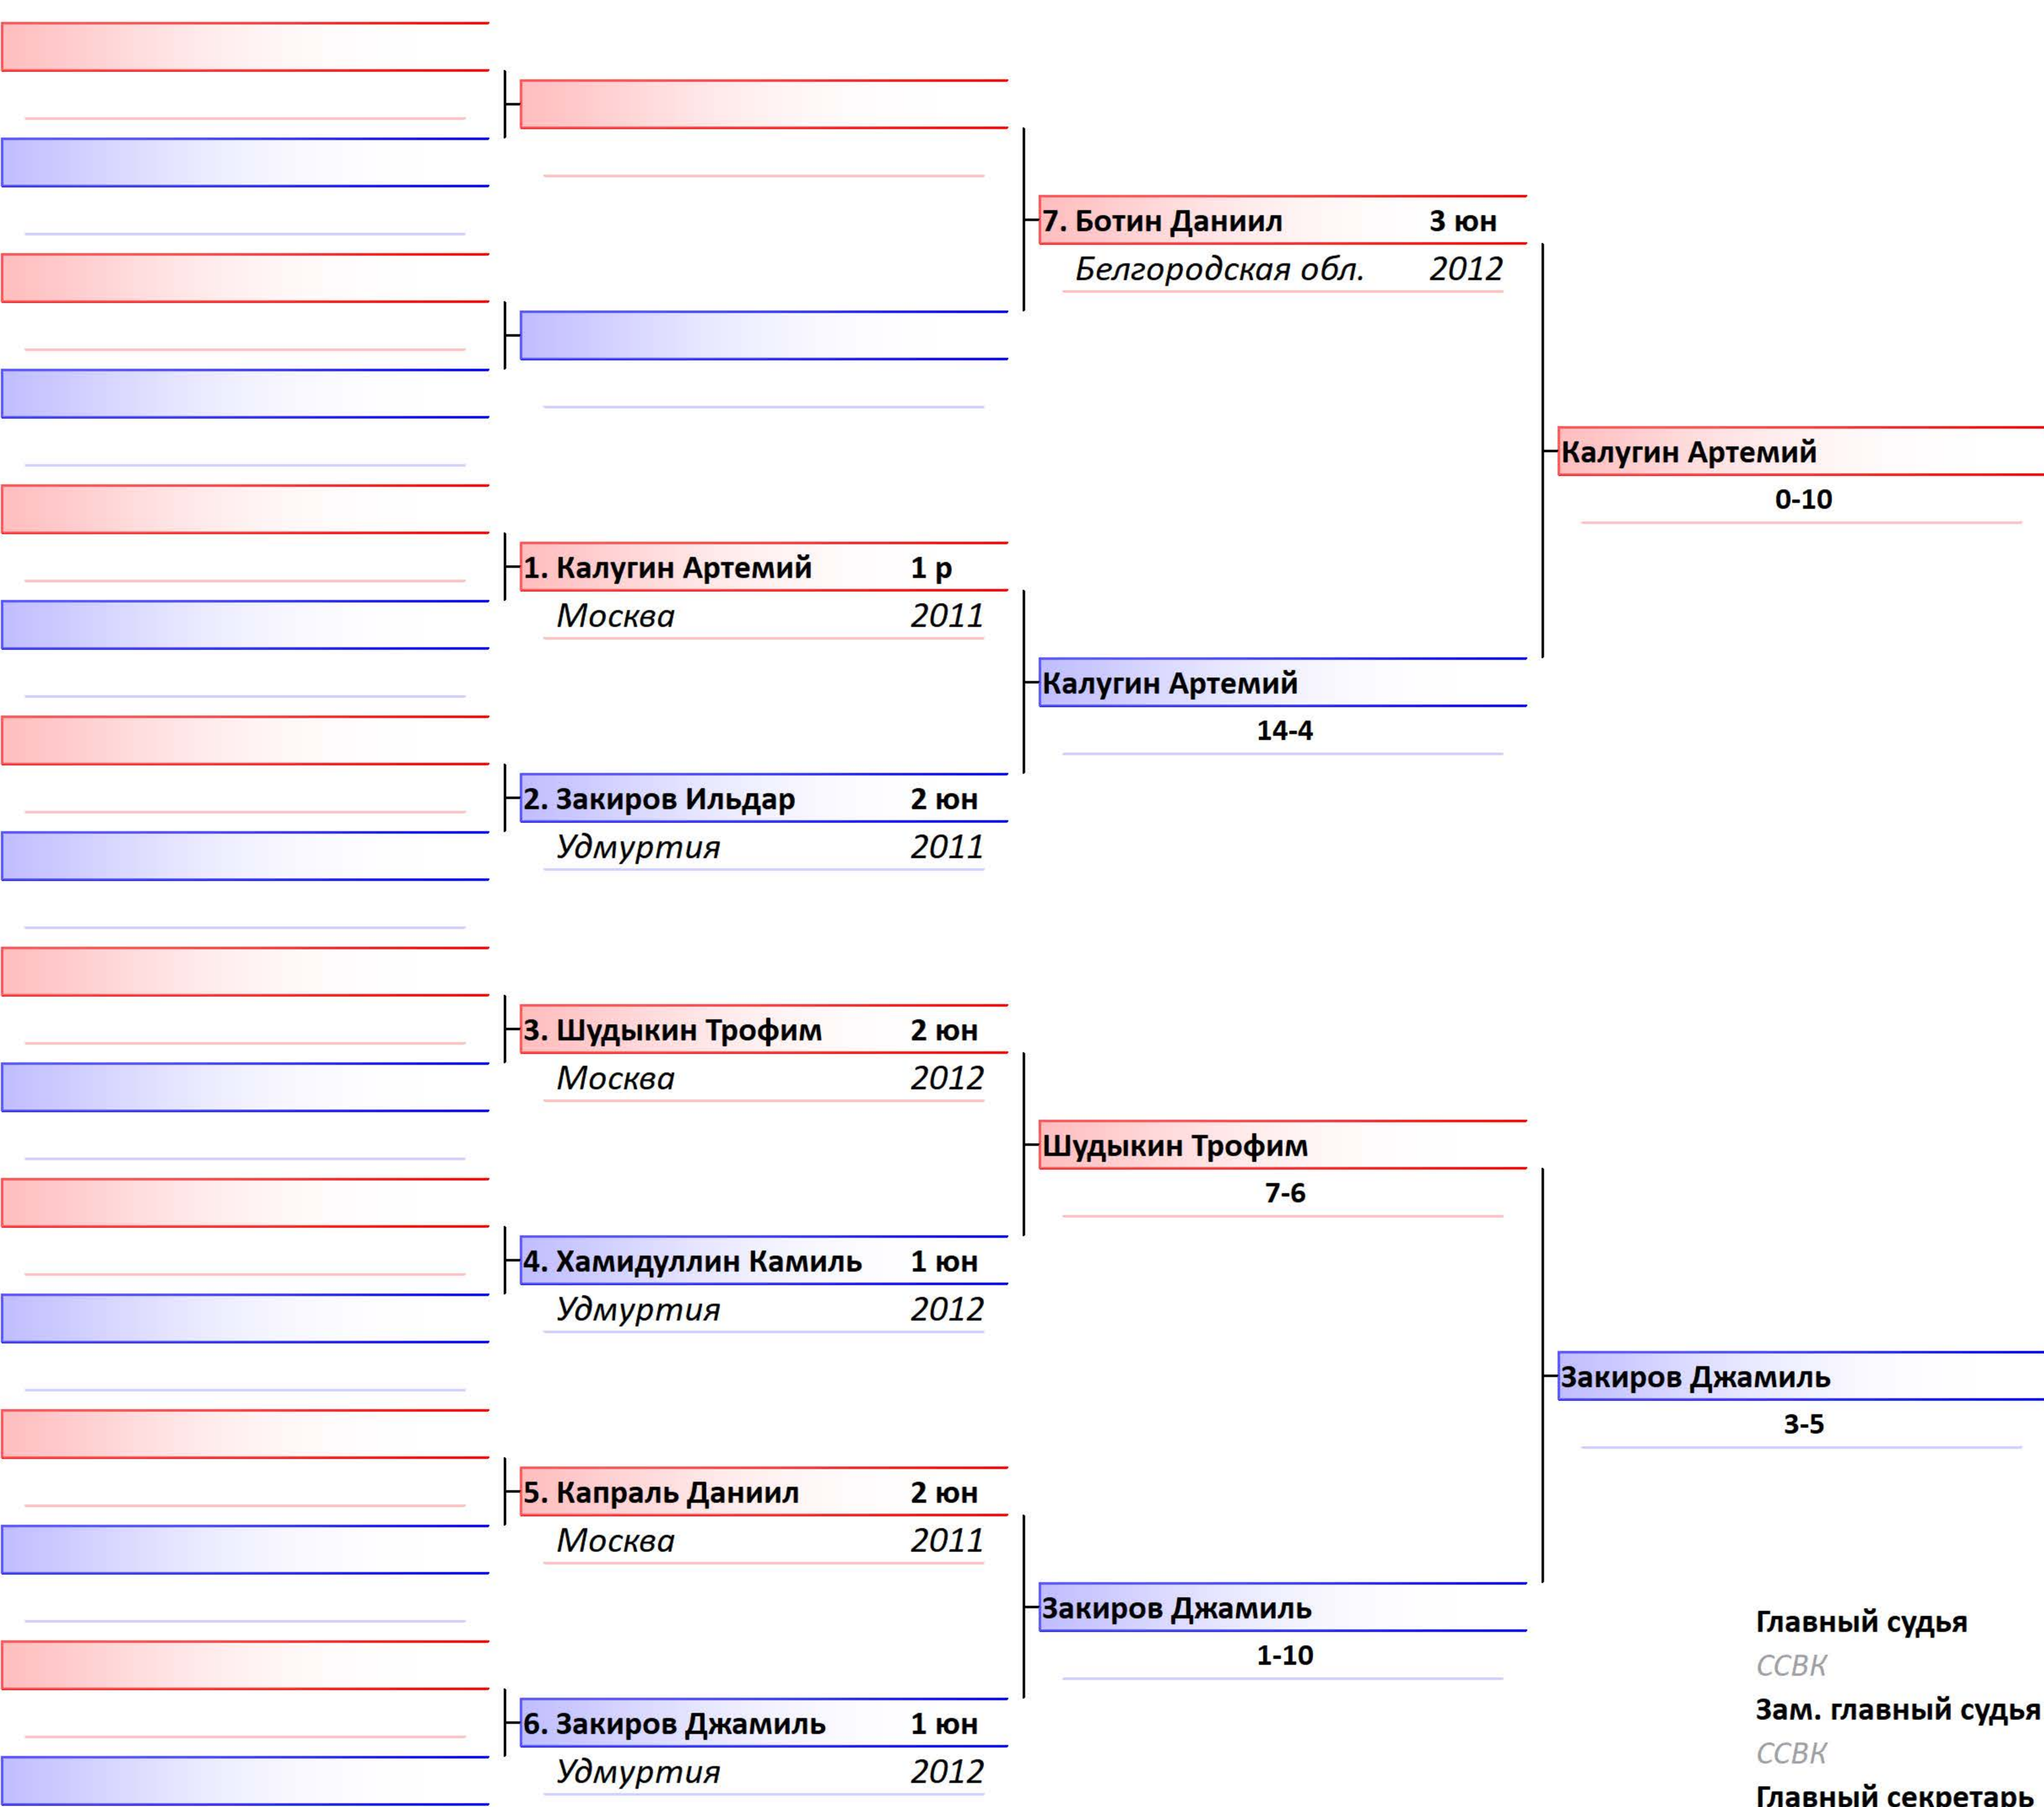 7. Ботин Даниил 3 юн
Белгородская обл. 2012
Калугин Артемий
0-10
1. Калугин Артемий 1 р
Москва 2011
Калугин Артемий
14-4
2. Закиров Ильдар 2 юн
Удмуртия 2011
3. Шудыкин Трофим 2 юн
Москва 2012
Шудыкин Трофим
7-6
4. Хамидуллин Камиль 1 юн
Удмуртия 2012
Закиров Джамиль
3-5
5. Капраль Даниил 2 юн
Москва 2011
Закиров Джамиль
1-10
6. Закиров Джамиль 1 юн
Удмуртия 2012
Главный судья
ССВК
Зам. главный судья
ССВК
Главный секретарь